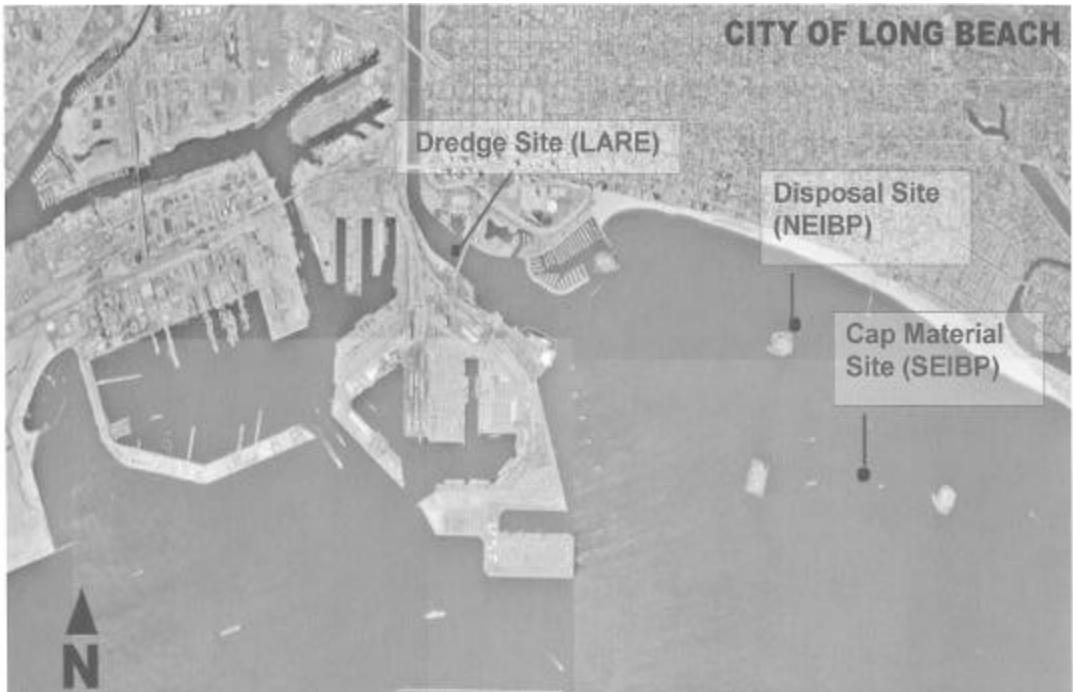 CITY OF LONG BEACH
Dredge Site (LARE)
Disposal Site
(NEIBP)
Cap Material
Site (SEIBP)
N